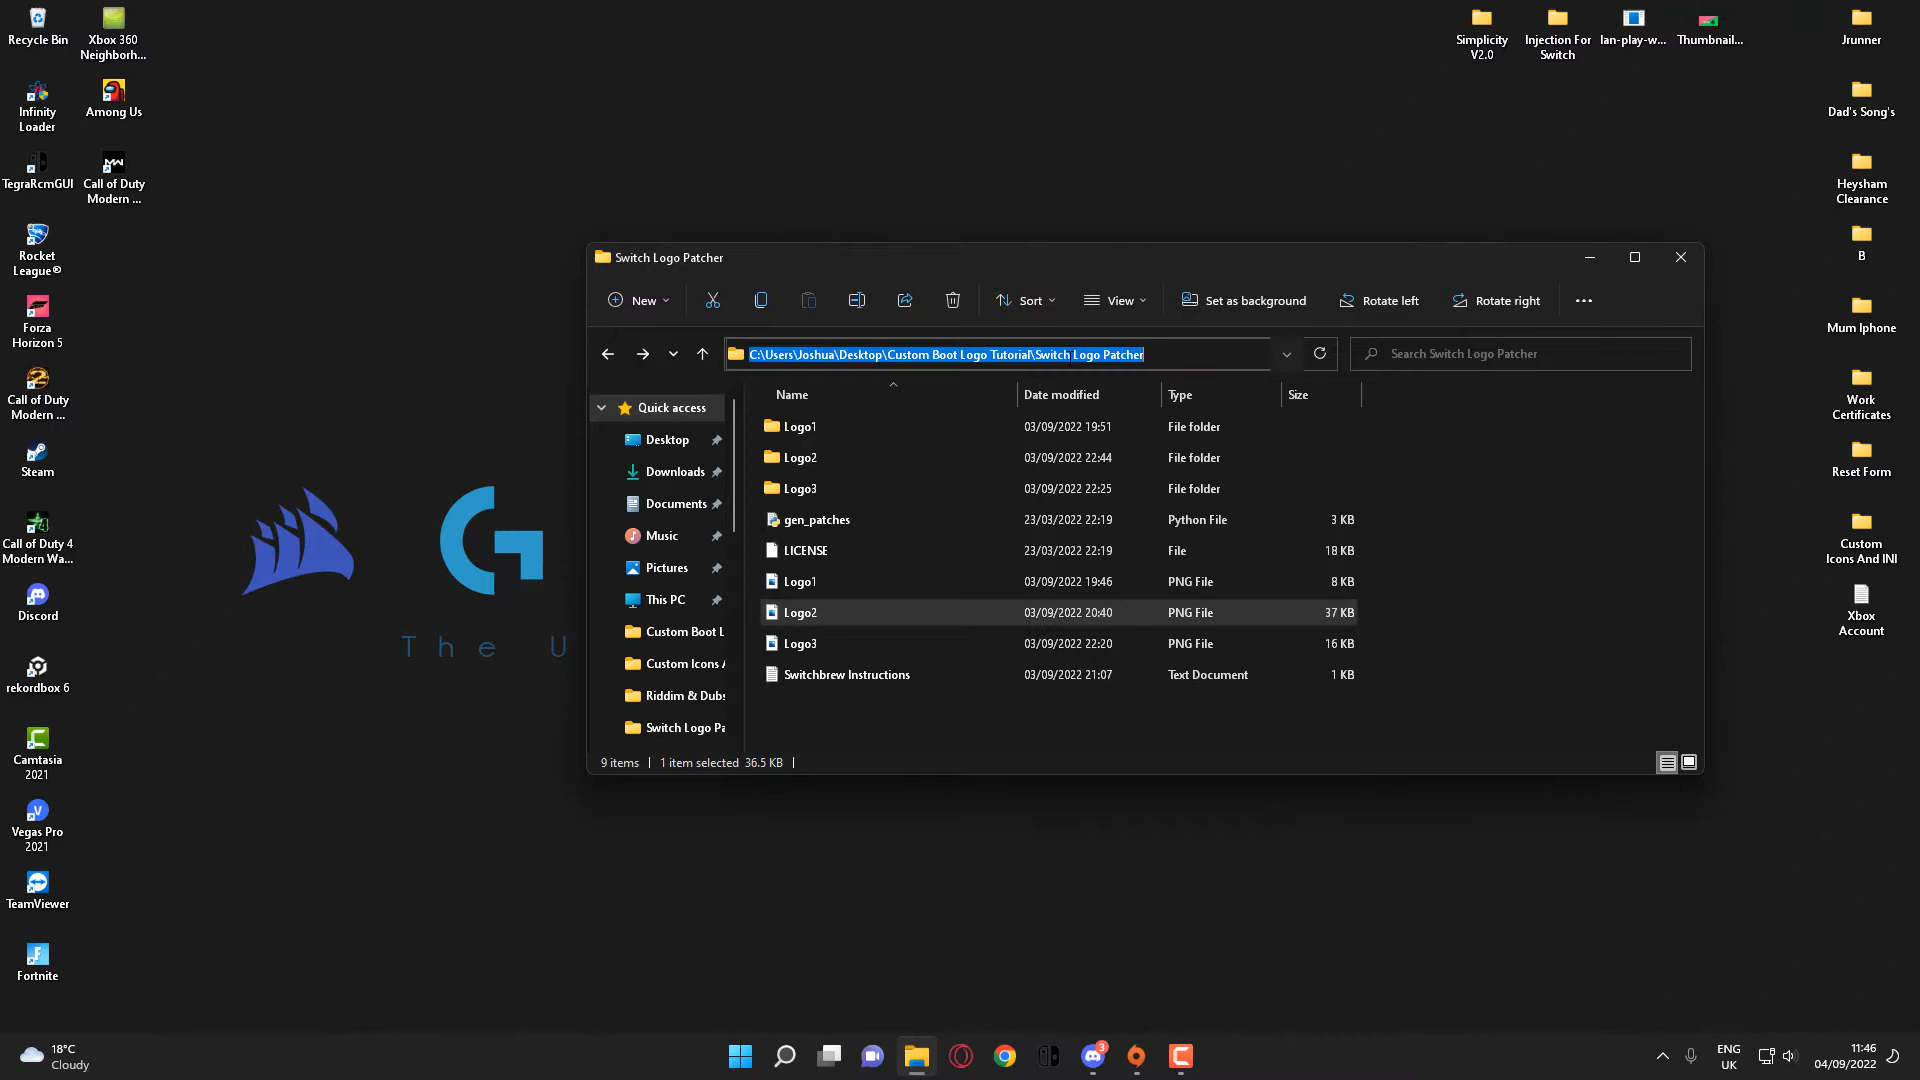 Recycle Bin
Xbox 360
Neighborh...
Infinity
Loader
Among Us
TegraRcmGUI
Call of Duty
Modern ...
Rocket
League®
Forza
Horizon 5
Call of Duty
Modern ...
Steam
Call of Duty 4
Modern Wa...
Discord
rekordbox 6
Camtasia
2021
Vegas Pro
2021
TeamViewer
Fortnite
The U
Simplicity
V2.0
Injection For
Switch
lan-play-w...
Thumbnail...
Jrunner
Dad's Song's
Heysham
Clearance
B
Mum Iphone
Work
Certificates
Reset Form
Custom
Icons And INI
Xbox
Account
Switch Logo Patcher
New
Sort
View
Set as background
Rotate left
Rotate right
C:\Users\Joshua\Desktop\Custom Boot Logo Tutorial\Switch Logo Patcher
Search Switch Logo Patcher
Quick access
Desktop
Downloads
Documents
Music
Pictures
This PC
Custom Boot L
Custom Icons A
Riddim & Dubs
Switch Logo Pa
Name Date modified Type Size
Logo1 03/09/2022 19:51 File folder
Logo2 03/09/2022 22:44 File folder
Logo3 03/09/2022 22:25 File folder
gen_patches 23/03/2022 22:19 Python File 3 KB
LICENSE 23/03/2022 22:19 File 18 KB
Logo1 03/09/2022 19:46 PNG File 8 KB
Logo2 03/09/2022 20:40 PNG File 37 KB
Logo3 03/09/2022 22:20 PNG File 16 KB
Switchbrew Instructions 03/09/2022 21:07 Text Document 1 KB
9 items 1 item selected 36.5 KB
18°C
Cloudy
3
ENG
UK
11:46
04/09/2022